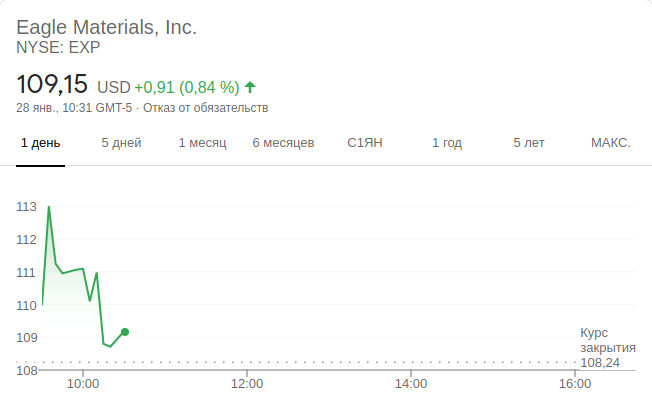 Eagle Materials, Inc.
NYSE: EXP
109,15 USD +0,91 (0,84 %)
28 янв., 10:31 GMT-5 · Отказ от обязательств
1 день 5 дней 1 месяц 6 месяцев С1ЯН 1 год 5 лет МАКС.
113
112
111
110
109
Курс
закрытия
108,24
108
10:00 12:00 14:00 16:00